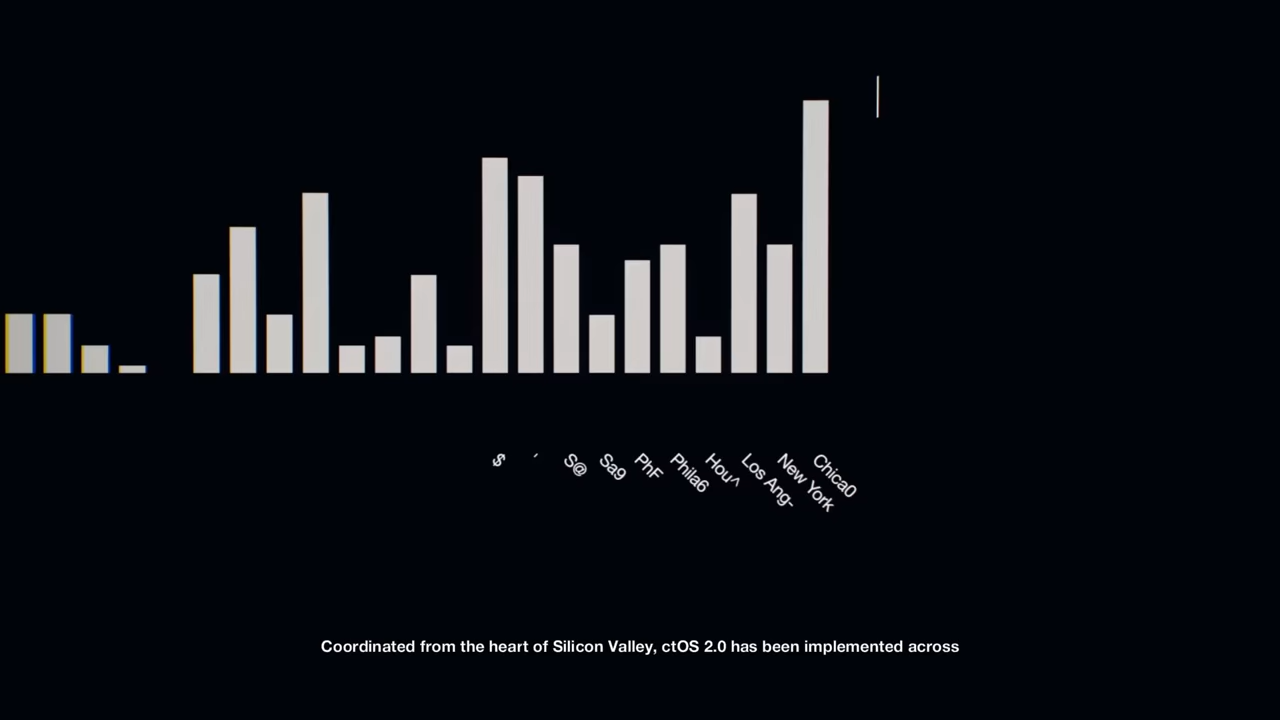 $
'
S@
Sa9
PhF
Phila6
Hou^
Los Ang-
New York
Chica0
Coordinated from the heart of Silicon Valley, ctOS 2.0 has been implemented across